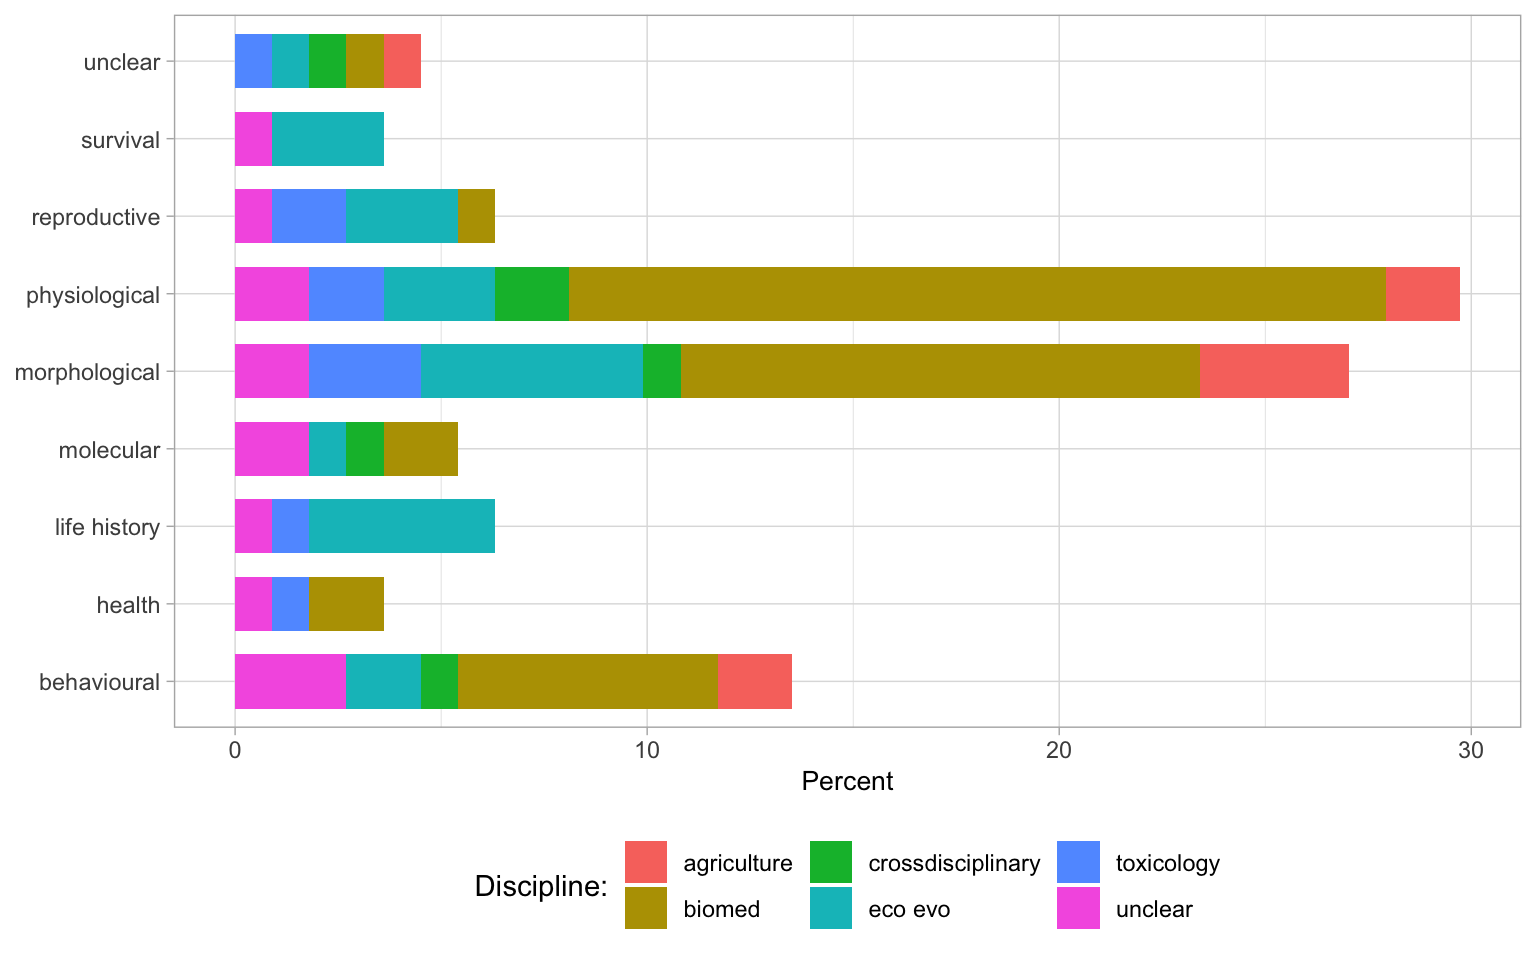 unclear
survival
reproductive
physiological
morphological
molecular
life history
health
behavioural
0 10 20 30
Percent
Discipline:
agriculture crossdisciplinary toxicology
biomed eco evo unclear